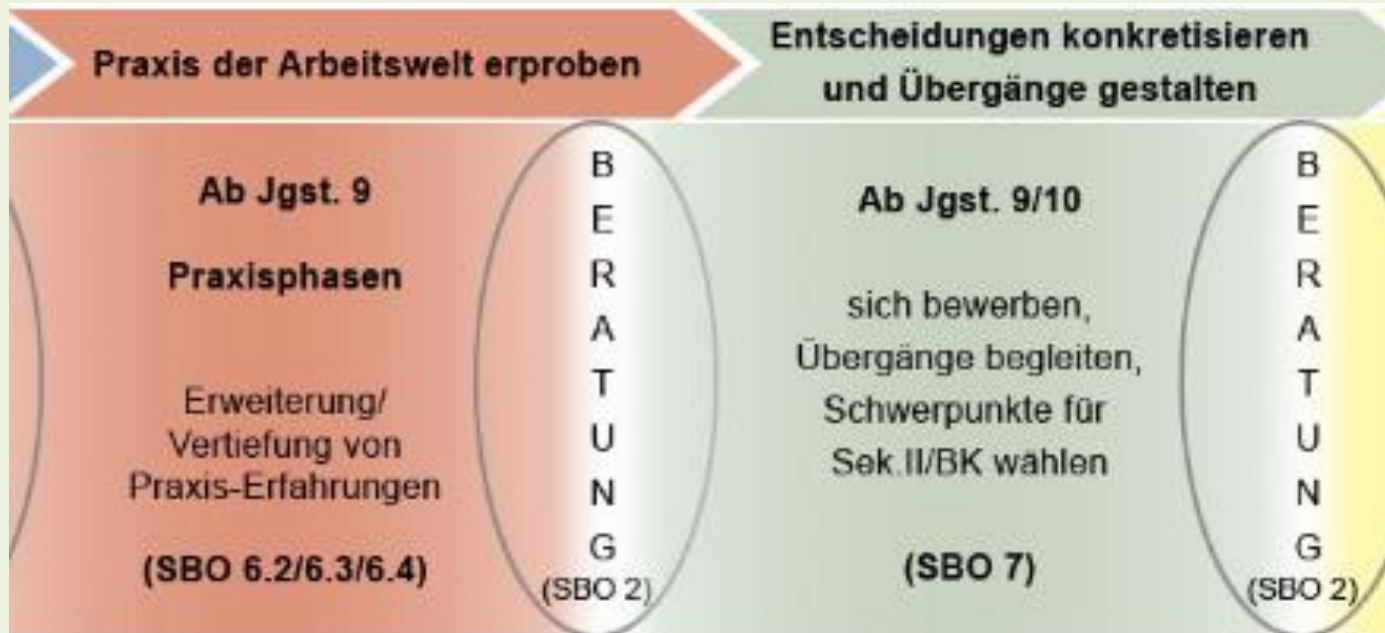 Praxis der Arbeitswelt erproben
Ab Jgst. 9
Praxisphasen
Erweiterung/
Vertiefung von
Praxis-Erfahrungen
(SBO 6.2/6.3/6.4)
B
E
R
A
T
U
N
G
(SBO 2)
Entscheidungen konkretisieren
und Übergänge gestalten
Ab Jgst. 9/10
sich bewerben,
Übergänge begleiten,
Schwerpunkte für
Sek.II/BK wählen
(SBO 7)
B
E
R
A
T
U
N
G
(SBO 2)